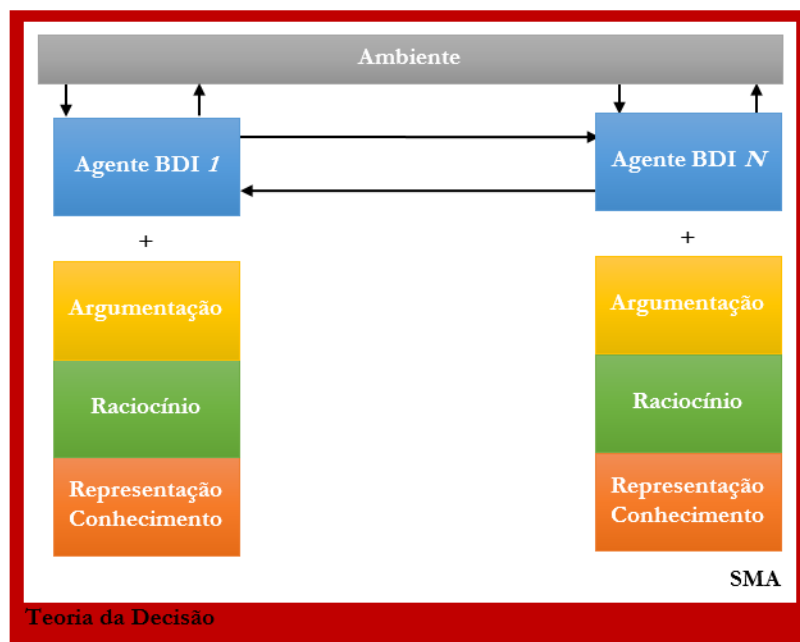 Ambiente
Agente BDI 1
Agente BDI N
+
+
Argumentação
Argumentação
Raciocínio
Raciocínio
Representação
Conhecimento
Representação
Conhecimento
SMA
Teoria da Decisão